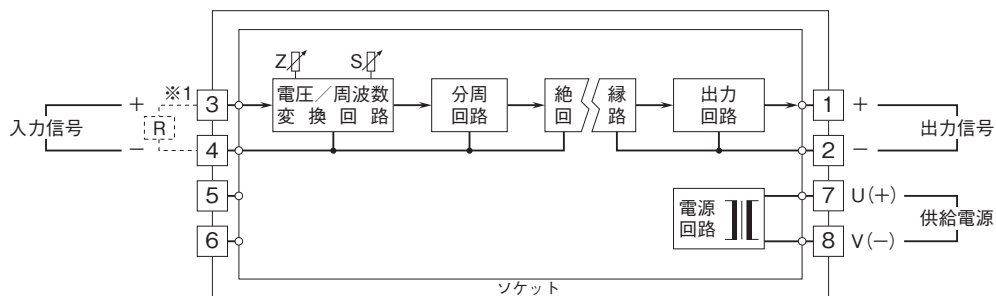 Z
S
※1
入力信号
+
R
−
3
4
5
6
電圧／周波数
変換回路
分周
回路
絶縁
回路
出力
回路
1
+
2
−
出力信号
電源
回路
7
U(+)
8
V(−)
供給電源
ソケット